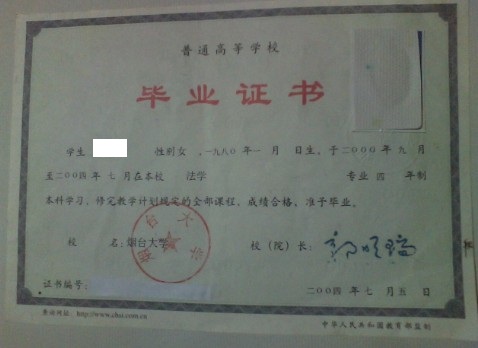 普通高等学校
毕业证书
学生 性别女 ，一九八〇年一月 日生，于二〇〇〇年九月
至二〇〇四年七月在本校 法学 专业四年制
本科学习，修完教学计划规定的全部课程，成绩合格，准予毕业。
校 名：烟台大学 校（院）长：
烟台大学
证书编号： 二〇〇四年七月五日
查询网址：http://www.chsi.com.cn 中华人民共和国教育部监制